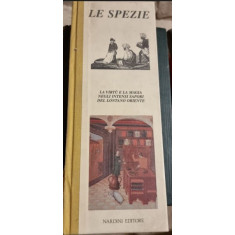 LE SPEZIE
LA VIRTÙ E LA MAGIA
DEGLI INTENSI SAPORI
DEL LONTANO ORIENTE
NARDINI EDITORE